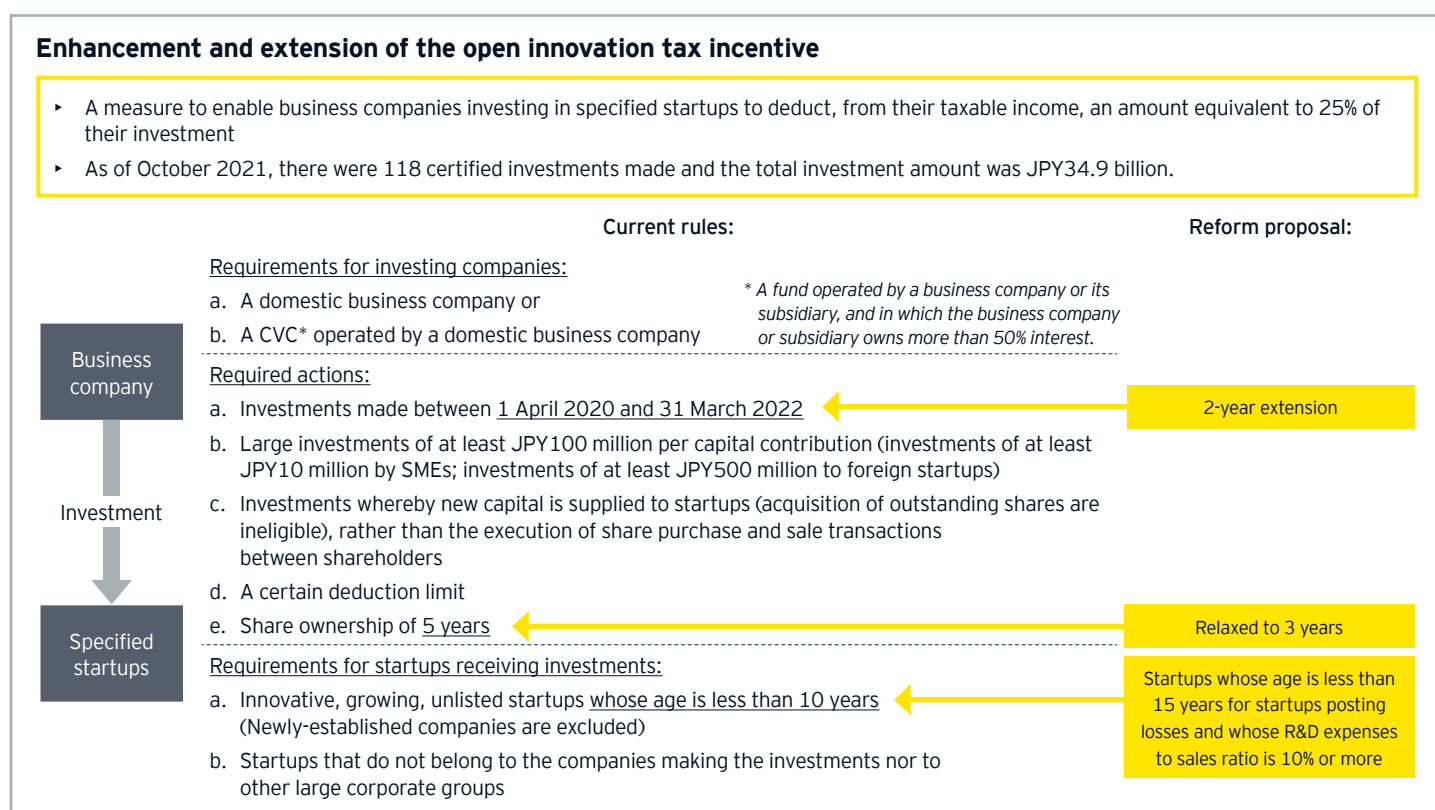 Enhancement and extension of the open innovation tax incentive
‣ A measure to enable business companies investing in specified startups to deduct, from their taxable income, an amount equivalent to 25% of
their investment
‣ As of October 2021, there were 118 certified investments made and the total investment amount was JPY34.9 billion.
Current rules:
Reform proposal:
Business
company
Investment
Specified
startups
Requirements for investing companies:
a. A domestic business company or
b. A CVC* operated by a domestic business company
* A fund operated by a business company or its
subsidiary, and in which the business company
or subsidiary owns more than 50% interest.
Required actions:
a. Investments made between 1 April 2020 and 31 March 2022
2-year extension
b. Large investments of at least JPY100 million per capital contribution (investments of at least
JPY10 million by SMEs; investments of at least JPY500 million to foreign startups)
c. Investments whereby new capital is supplied to startups (acquisition of outstanding shares are
ineligible), rather than the execution of share purchase and sale transactions
between shareholders
d. A certain deduction limit
e. Share ownership of 5 years
Relaxed to 3 years
Requirements for startups receiving investments:
a. Innovative, growing, unlisted startups whose age is less than 10 years
(Newly-established companies are excluded)
b. Startups that do not belong to the companies making the investments nor to
other large corporate groups
Startups whose age is less than
15 years for startups posting
losses and whose R&D expenses
to sales ratio is 10% or more